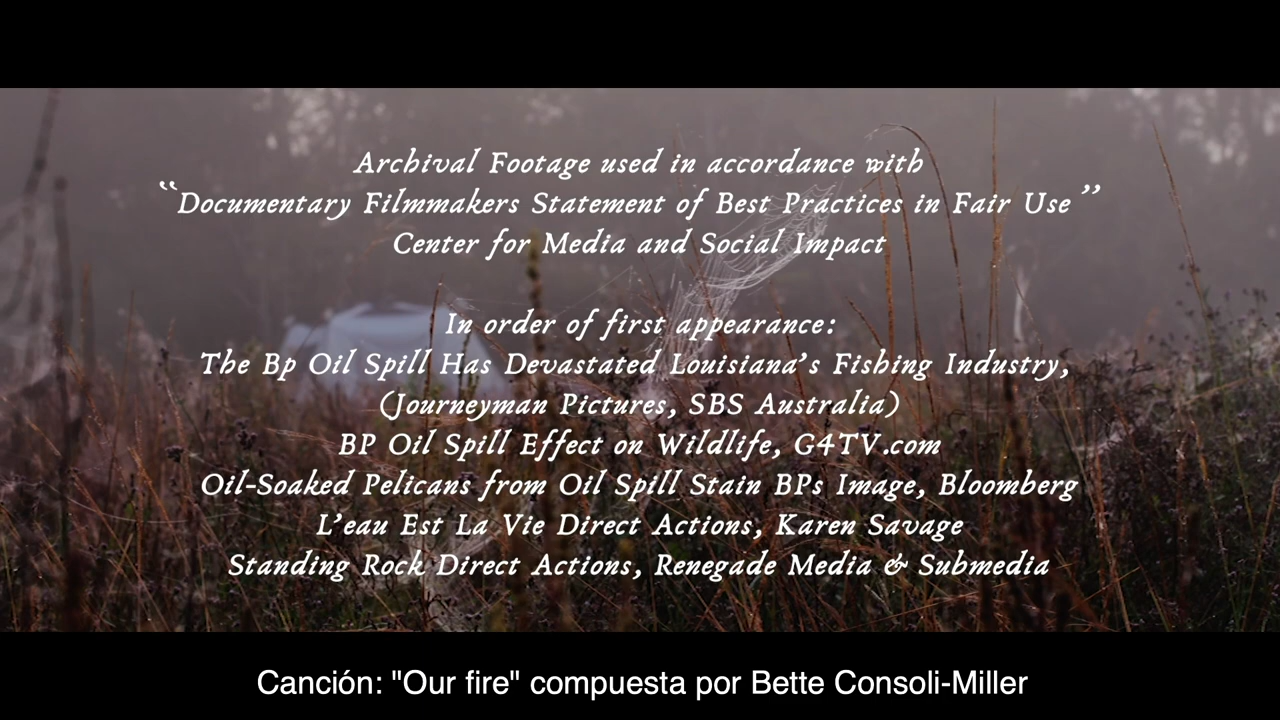 Archival Footage used in accordance with
“Documentary Filmmakers Statement of Best Practices in Fair Use”
Center for Media and Social Impact
In order of first appearance:
The Bp Oil Spill Has Devastated Louisiana’s Fishing Industry,
(Journeyman Pictures, SBS Australia)
BP Oil Spill Effect on Wildlife, G4TV.com
Oil-Soaked Pelicans from Oil Spill Stain BPs Image, Bloomberg
L’eau Est La Vie Direct Actions, Karen Savage
Standing Rock Direct Actions, Renegade Media & Submedia
Canción: "Our fire" compuesta por Bette Consoli-Miller